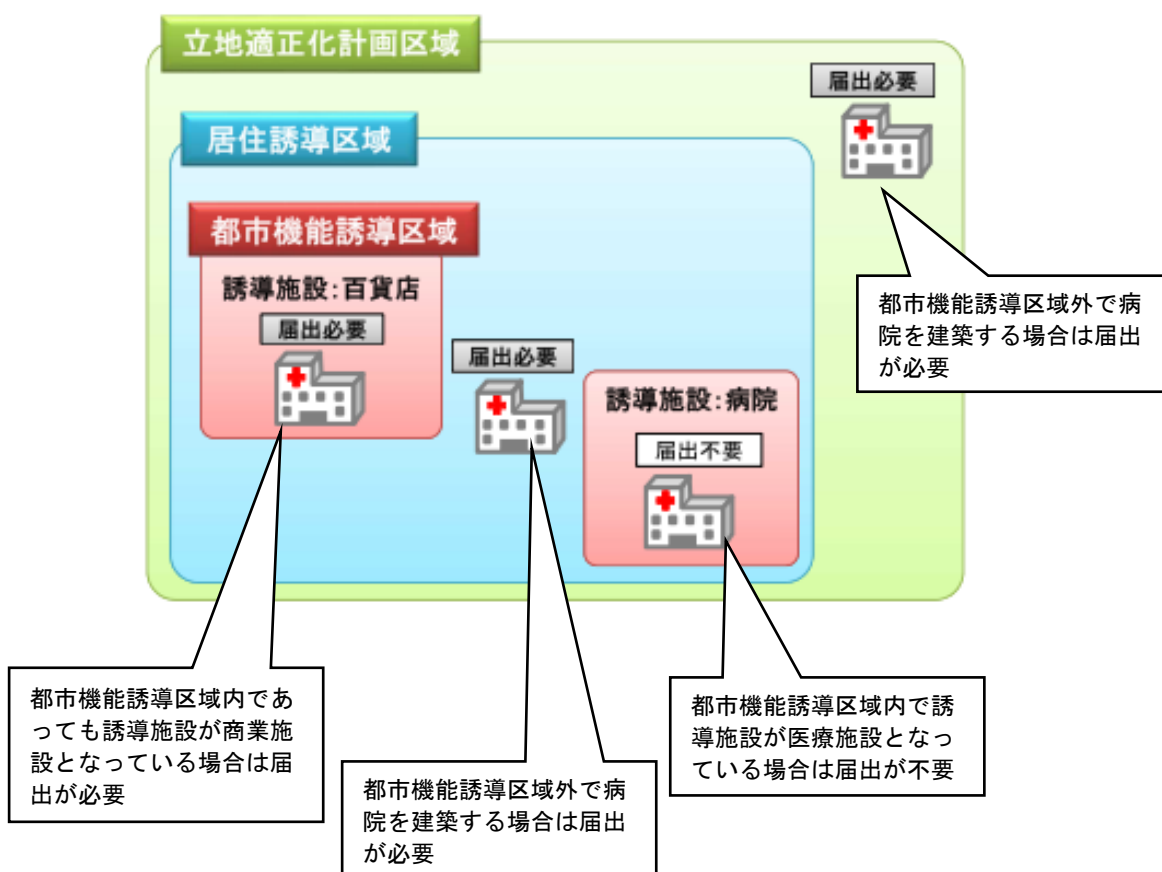 立地適正化計画区域
届出必要
居住誘導区域
都市機能誘導区域
誘導施設:百貨店
届出必要
届出必要
誘導施設:病院
届出不要
都市機能誘導区域外で病
院を建築する場合は届出
が必要
都市機能誘導区域内であ
っても誘導施設が商業施
設となっている場合は届
出が必要
都市機能誘導区域外で病
院を建築する場合は届出
が必要
都市機能誘導区域内で誘
導施設が医療施設となっ
ている場合は届出が不要